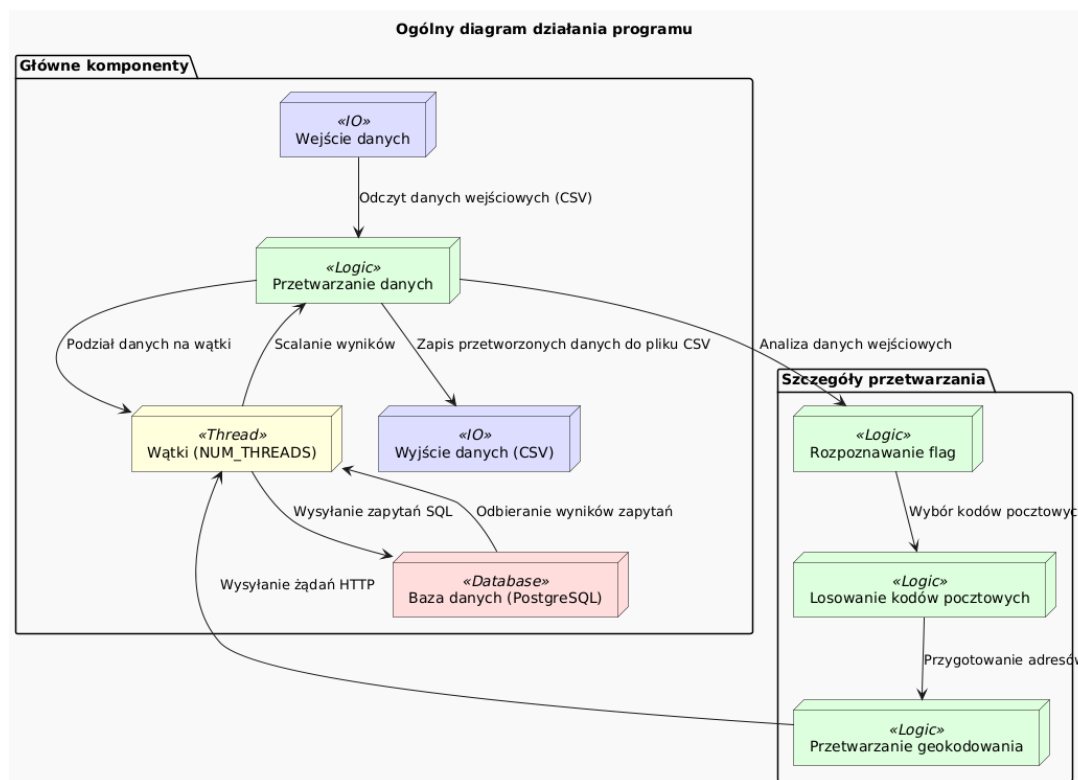 Ogólny diagram działania programu
Główne komponenty
«IO»
Wejście danych
Odczyt danych wejściowych (CSV)
«Logic»
Przetwarzanie danych
Podział danych na wątki
Scalanie wyników
Zapis przetworzonych danych do pliku CSV
Analiza danych wejściowych
Szczegóły przetwarzania
«Thread»
Wątki (NUM_THREADS)
«IO»
Wyjście danych (CSV)
«Logic»
Rozpoznawanie flag
Wysyłanie zapytań SQL
Odbieranie wyników zapytań
Wybór kodów pocztowyc
Wysyłanie żądań HTTP
«Database»
Baza danych (PostgreSQL)
«Logic»
Losowanie kodów pocztowych
Przygotowanie adresów
«Logic»
Przetwarzanie geokodowania